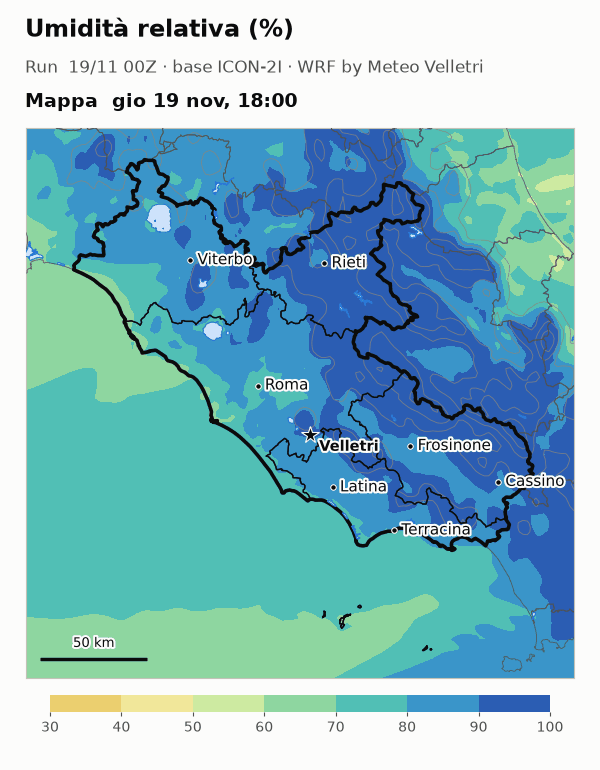 Umidità relativa (%)
Run 19/11 00Z · base ICON-2I · WRF by Meteo Velletri
Mappa gio 19 nov, 18:00
Viterbo
Rieti
Roma
Velletri
Frosinone
Cassino
Latina
Terracina
50 km
30 40 50 60 70 80 90 100